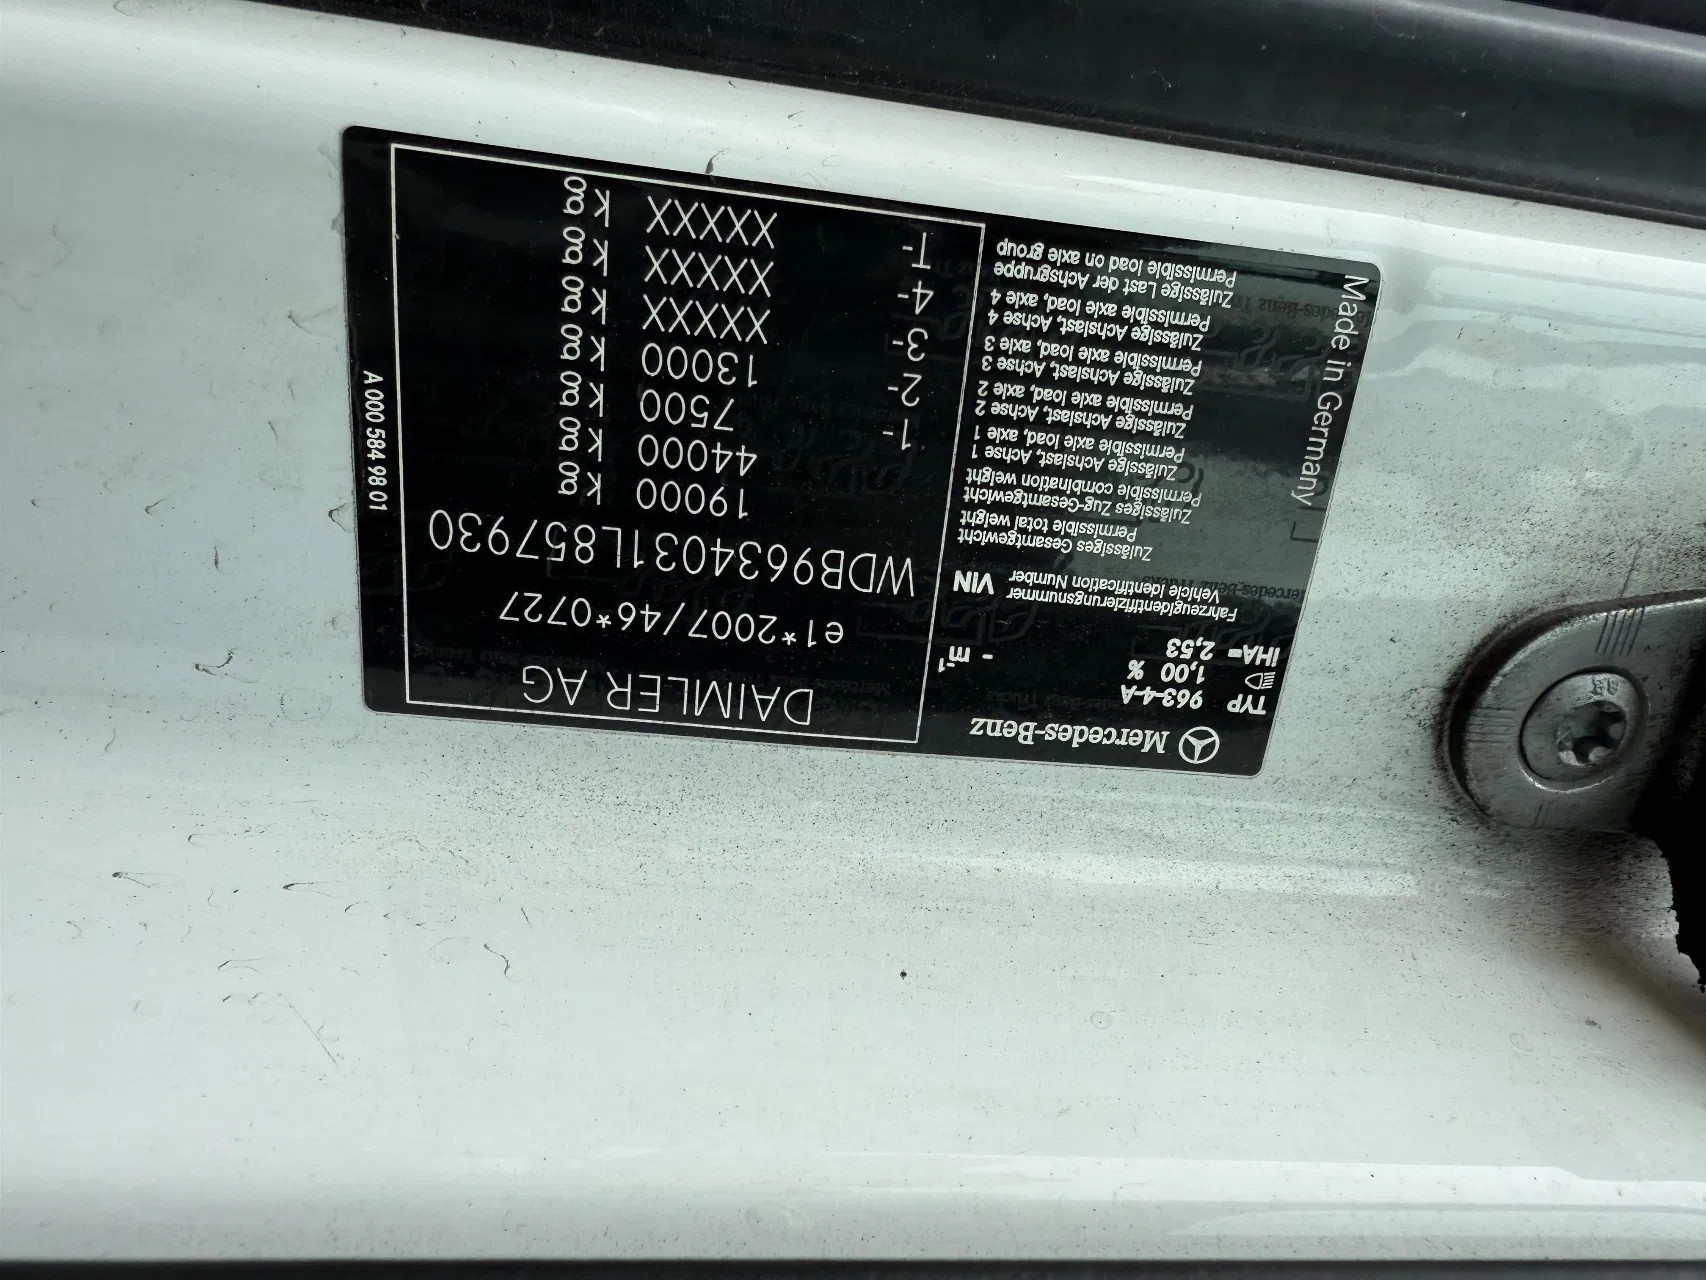 Mercedes-Benz
TYP 963-4-A
1,00 %
IHA= 2,53 - m⁻¹
Fahrzeugidentifizierungsnummer
Vehicle Identification Number VIN
Zulässiges Gesamtgewicht
Permissible total weight
Zulässiges Zug-Gesamtgewicht
Permissible combination weight
Zulässige Achslast, Achse 1
Permissible axle load, axle 1
Zulässige Achslast, Achse 2
Permissible axle load, axle 2
Zulässige Achslast, Achse 3
Permissible axle load, axle 3
Zulässige Achslast, Achse 4
Permissible axle load, axle 4
Zulässige Last der Achsgruppe
Permissible load on axle group
Made in Germany
DAIMLER AG
e1*2007/46*0727
WDB9634031L857930
19000 kg
44000 kg
1- 7500 kg
2- 13000 kg
3- XXXXX kg
4- XXXXX kg
T- XXXXX kg
A 000 584 98 01